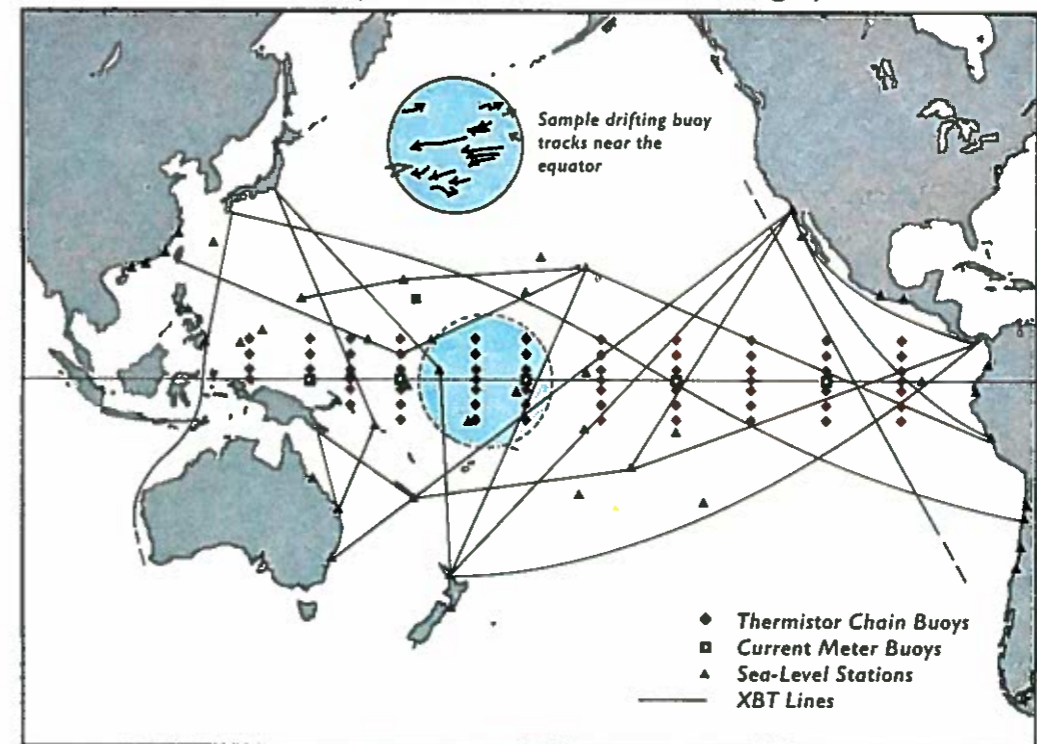 Sample drifting buoy
tracks near the
equator
Thermistor Chain Buoys
Current Meter Buoys
Sea-Level Stations
XBT Lines